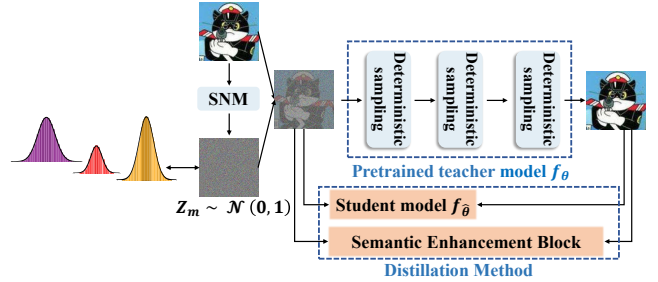 SNM
Deterministic
sampling
Deterministic
sampling
Deterministic
sampling
Pretrained teacher model f_θ
Z_m ~ 𝒩(0, 1)
Student model f_θ̂
Semantic Enhancement Block
Distillation Method